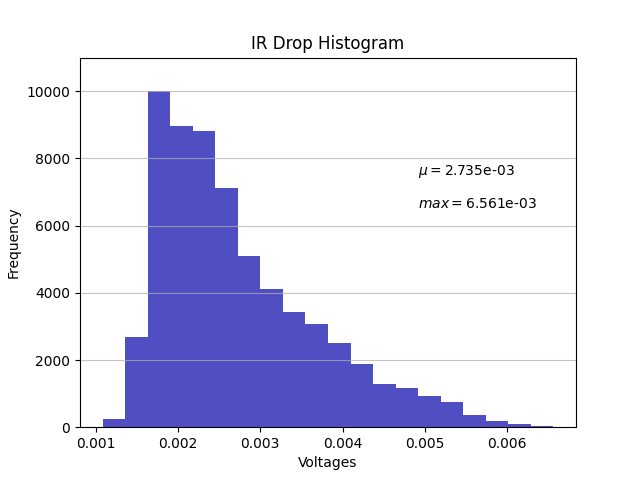 IR Drop Histogram
10000
8000
6000
4000
2000
0
Frequency
μ = 2.735e-03
max = 6.561e-03
0.001 0.002 0.003 0.004 0.005 0.006
Voltages